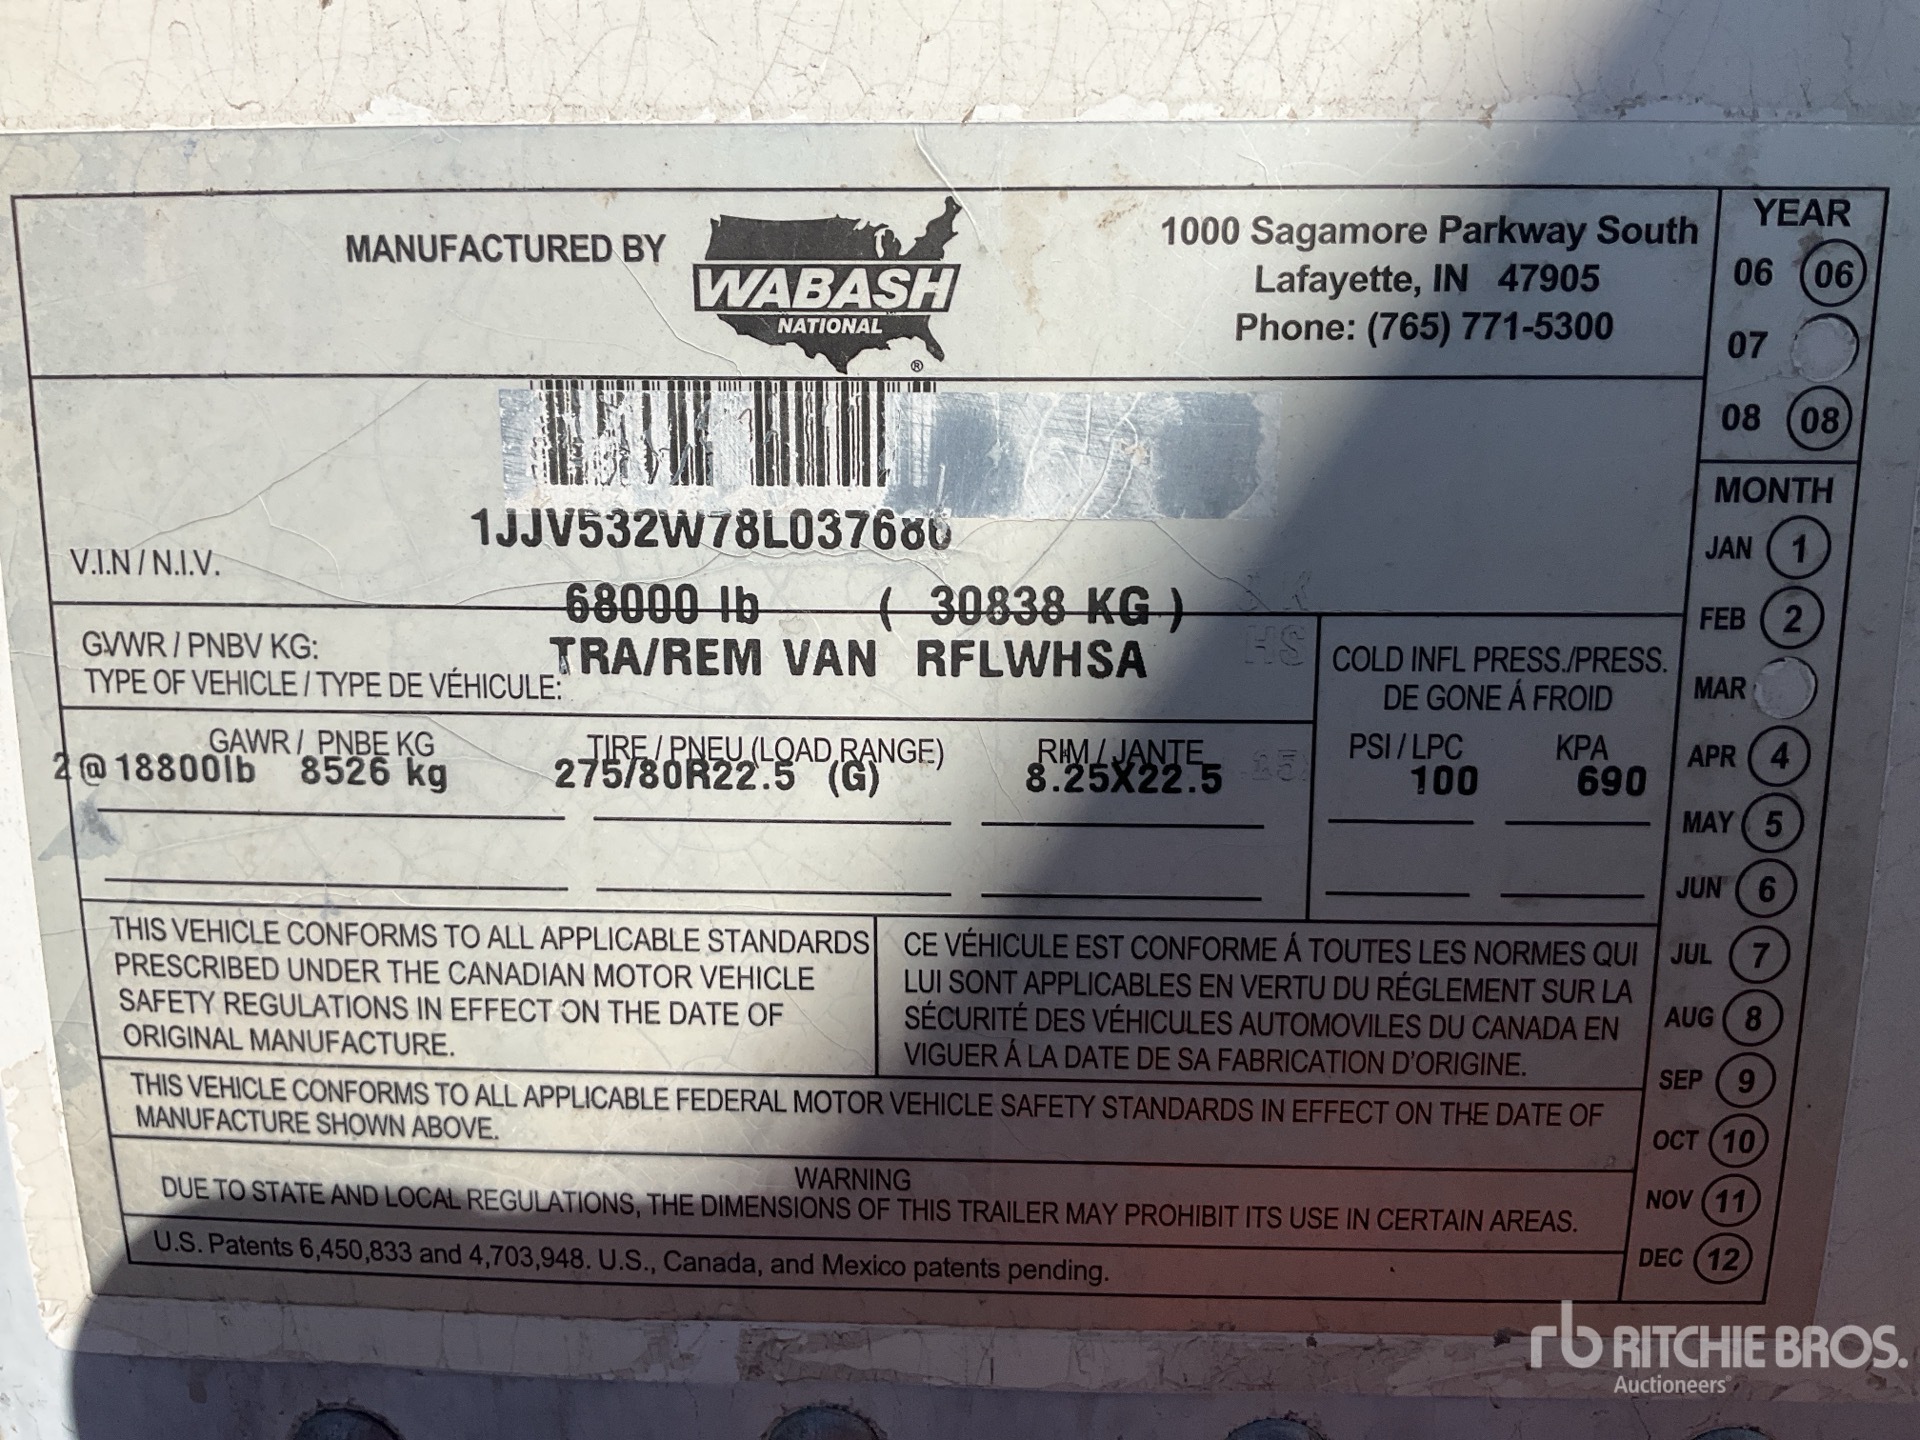 MANUFACTURED BY
WABASH
NATIONAL
®
1000 Sagamore Parkway South
Lafayette, IN 47905
Phone: (765) 771-5300
1JJV532W78L037686
V.I.N / N.I.V.
68000 lb ( 30838 KG )
GVWR / PNBV KG:
TRA/REM VAN RFLWHSA
HS
TYPE OF VEHICLE / TYPE DE VÉHICULE:
COLD INFL PRESS./PRESS.
DE GONE Á FROID
GAWR / PNBE KG
TIRE / PNEU (LOAD RANGE)
RIM / JANTE
PSI / LPC
KPA
2@18800lb 8526 kg
275/80R22.5 (G)
8.25X22.5
100
690
THIS VEHICLE CONFORMS TO ALL APPLICABLE STANDARDS
PRESCRIBED UNDER THE CANADIAN MOTOR VEHICLE
SAFETY REGULATIONS IN EFFECT ON THE DATE OF
ORIGINAL MANUFACTURE.
CE VÉHICULE EST CONFORME Á TOUTES LES NORMES QUI
LUI SONT APPLICABLES EN VERTU DU RÉGLEMENT SUR LA
SÉCURITÉ DES VÉHICULES AUTOMOVILES DU CANADA EN
VIGUER Á LA DATE DE SA FABRICATION D'ORIGINE.
THIS VEHICLE CONFORMS TO ALL APPLICABLE FEDERAL MOTOR VEHICLE SAFETY STANDARDS IN EFFECT ON THE DATE OF
MANUFACTURE SHOWN ABOVE.
WARNING
DUE TO STATE AND LOCAL REGULATIONS, THE DIMENSIONS OF THIS TRAILER MAY PROHIBIT ITS USE IN CERTAIN AREAS.
U.S. Patents 6,450,833 and 4,703,948. U.S., Canada, and Mexico patents pending.
YEAR
06 06
07
08 08
MONTH
JAN 1
FEB 2
MAR
APR 4
MAY 5
JUN 6
JUL 7
AUG 8
SEP 9
OCT 10
NOV 11
DEC 12
rb RITCHIE BROS.
Auctioneers